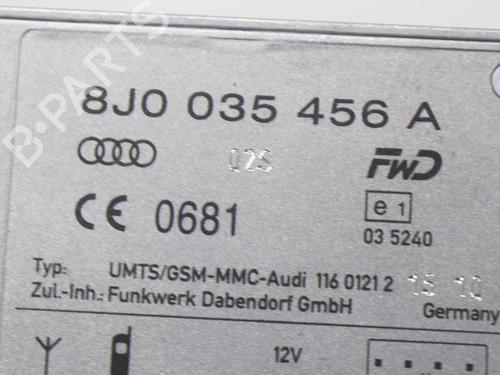 B-PARTS
8J0 035 456 A
02S FWD
CE 0681 e1
03 5240
Typ: UMTS/GSM-MMC-Audi 116 0121 2
Zul.-Inh.: Funkwerk Dabendorf GmbH Germany
12V